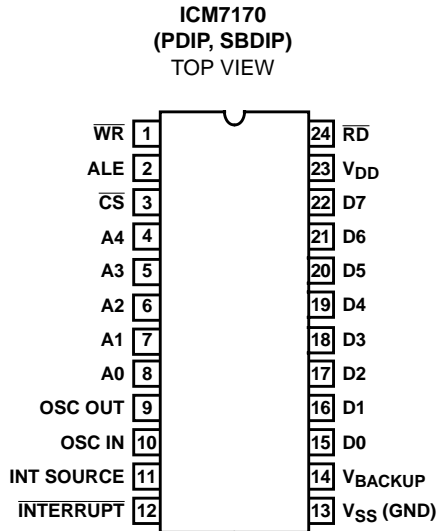 ICM7170
(PDIP, SBDIP)
TOP VIEW
WR 1 24 RD
ALE 2 23 VDD
CS 3 22 D7
A4 4 21 D6
A3 5 20 D5
A2 6 19 D4
A1 7 18 D3
A0 8 17 D2
OSC OUT 9 16 D1
OSC IN 10 15 D0
INT SOURCE 11 14 VBACKUP
INTERRUPT 12 13 VSS (GND)